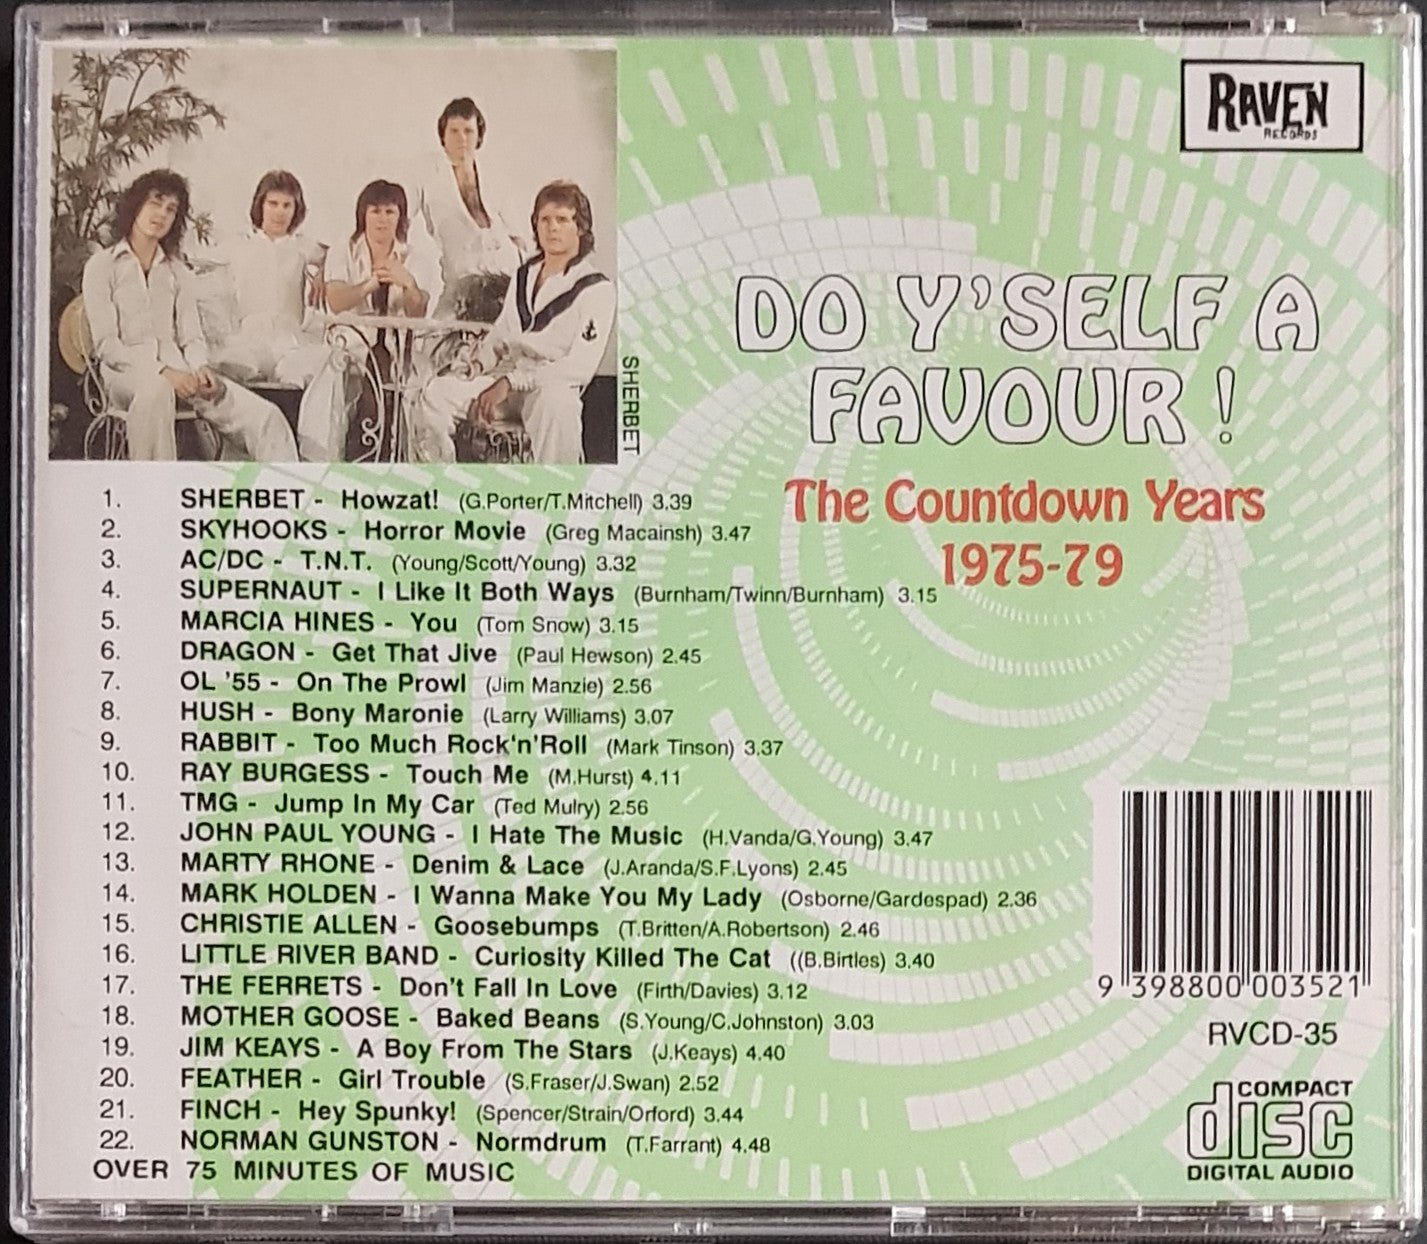 RAVEN
RECORDS
DO Y'SELF A
FAVOUR !
SHERBET
The Countdown Years
1975-79
1. SHERBET - Howzat! (G.Porter/T.Mitchell) 3.39
2. SKYHOOKS - Horror Movie (Greg Macainsh) 3.47
3. AC/DC - T.N.T. (Young/Scott/Young) 3.32
4. SUPERNAUT - I Like It Both Ways (Burnham/Twinn/Burnham) 3.15
5. MARCIA HINES - You (Tom Snow) 3.15
6. DRAGON - Get That Jive (Paul Hewson) 2.45
7. OL '55 - On The Prowl (Jim Manzie) 2.56
8. HUSH - Bony Maronie (Larry Williams) 3.07
9. RABBIT - Too Much Rock'n'Roll (Mark Tinson) 3.37
10. RAY BURGESS - Touch Me (M.Hurst) 4.11
11. TMG - Jump In My Car (Ted Mulry) 2.56
12. JOHN PAUL YOUNG - I Hate The Music (H.Vanda/G.Young) 3.47
13. MARTY RHONE - Denim & Lace (J.Aranda/S.F.Lyons) 2.45
14. MARK HOLDEN - I Wanna Make You My Lady (Osborne/Gardespad) 2.36
15. CHRISTIE ALLEN - Goosebumps (T.Britten/A.Robertson) 2.46
16. LITTLE RIVER BAND - Curiosity Killed The Cat ((B.Birtles) 3.40
17. THE FERRETS - Don't Fall In Love (Firth/Davies) 3.12
18. MOTHER GOOSE - Baked Beans (S.Young/C.Johnston) 3.03
19. JIM KEAYS - A Boy From The Stars (J.Keays) 4.40
20. FEATHER - Girl Trouble (S.Fraser/J.Swan) 2.52
21. FINCH - Hey Spunky! (Spencer/Strain/Orford) 3.44
22. NORMAN GUNSTON - Normdrum (T.Farrant) 4.48
OVER 75 MINUTES OF MUSIC
9 398800 003521
RVCD-35
COMPACT
disc
DIGITAL AUDIO